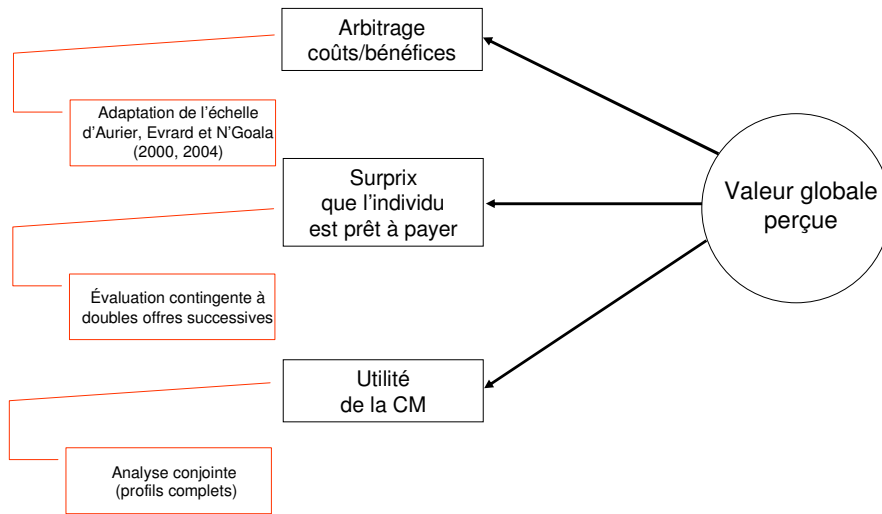 Arbitrage
coûts/bénéfices
Adaptation de l'échelle
d'Aurier, Evrard et N'Goala
(2000, 2004)
Surprix
que l'individu
est prêt à payer
Valeur globale
perçue
Évaluation contingente à
doubles offres successives
Utilité
de la CM
Analyse conjointe
(profils complets)